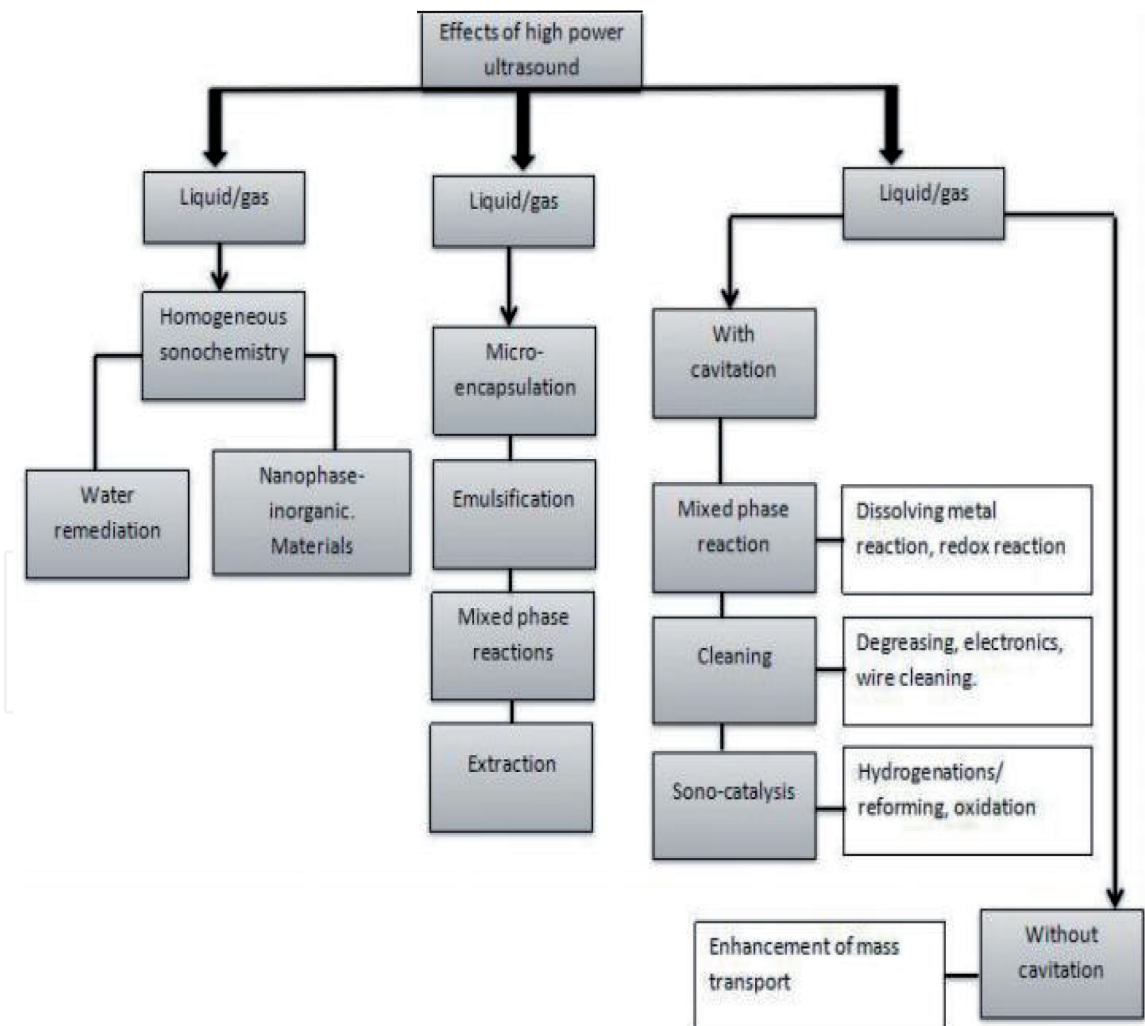 Effects of high power
ultrasound
Liquid/gas
Liquid/gas
Liquid/gas
Homogeneous
sonochemistry
Water
remediation
Nanophase-
inorganic.
Materials
Micro-
encapsulation
Emulsification
Mixed phase
reactions
Extraction
With
cavitation
Mixed phase
reaction
Dissolving metal
reaction, redox reaction
Cleaning
Degreasing, electronics,
wire cleaning.
Sono-catalysis
Hydrogenations/
reforming, oxidation
Without
cavitation
Enhancement of mass
transport